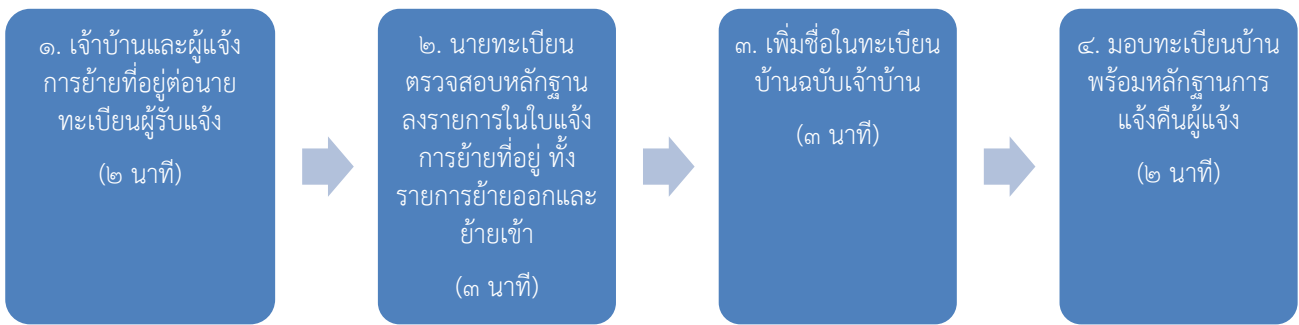 ๑. เจ้าบ้านและผู้แจ้ง
การย้ายที่อยู่ต่อนาย
ทะเบียนผู้รับแจ้ง
(๒ นาที)
๒. นายทะเบียน
ตรวจสอบหลักฐาน
ลงรายการในใบแจ้ง
การย้ายที่อยู่ ทั้ง
รายการย้ายออกและ
ย้ายเข้า
(๓ นาที)
๓. เพิ่มชื่อในทะเบียน
บ้านฉบับเจ้าบ้าน
(๓ นาที)
๔. มอบทะเบียนบ้าน
พร้อมหลักฐานการ
แจ้งคืนผู้แจ้ง
(๒ นาที)